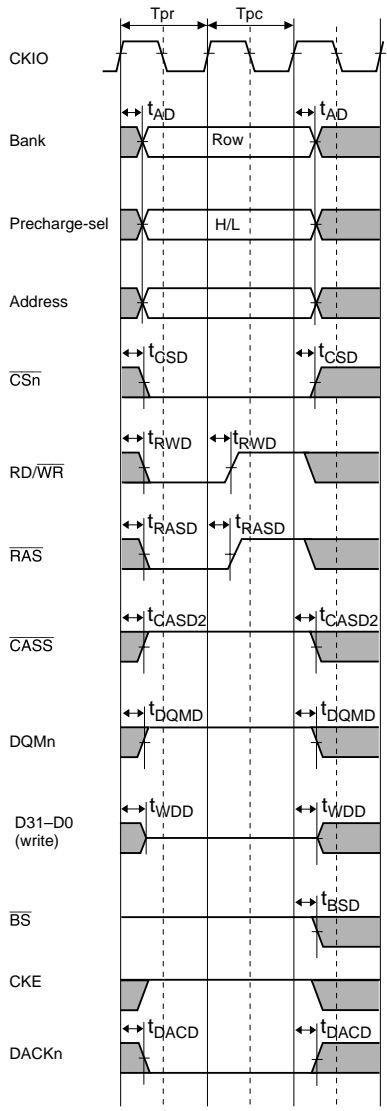 Tpr Tpc
CKIO
tAD tAD
Bank Row
Precharge-sel H/L
Address
tCSD tCSD
CSn
tRWD tRWD
RD/WR
tRASD tRASD
RAS
tCASD2 tCASD2
CASS
tDQMD tDQMD
DQMn
tWDD tWDD
D31–D0
(write)
tBSD
BS
CKE
tDACD tDACD
DACKn